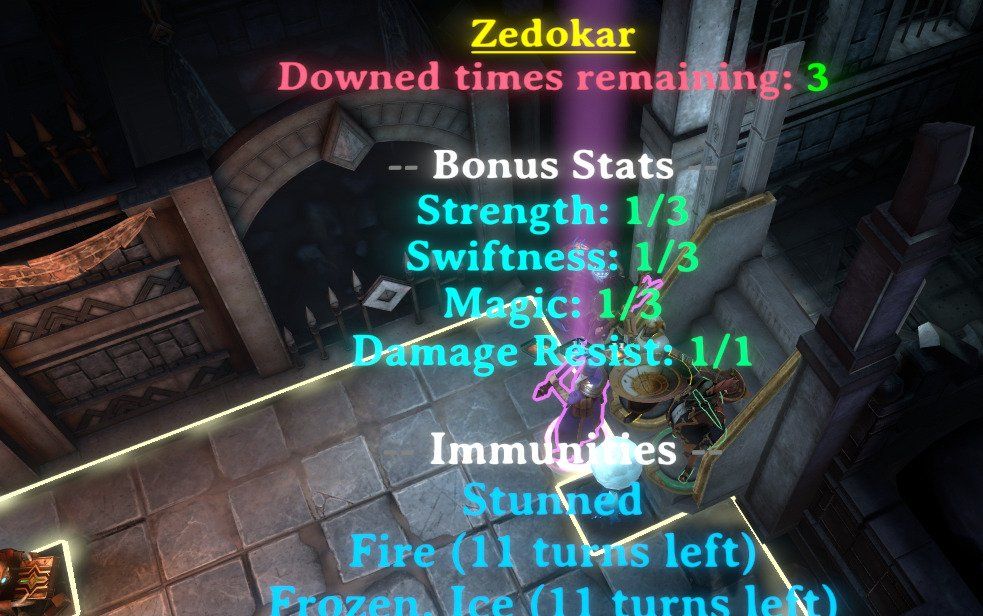 Zedokar
Downed times remaining: 3
-- Bonus Stats --
Strength: 1/3
Swiftness: 1/3
Magic: 1/3
Damage Resist: 1/1
-- Immunities --
Stunned
Fire (11 turns left)
Frozen, Ice (11 turns left)